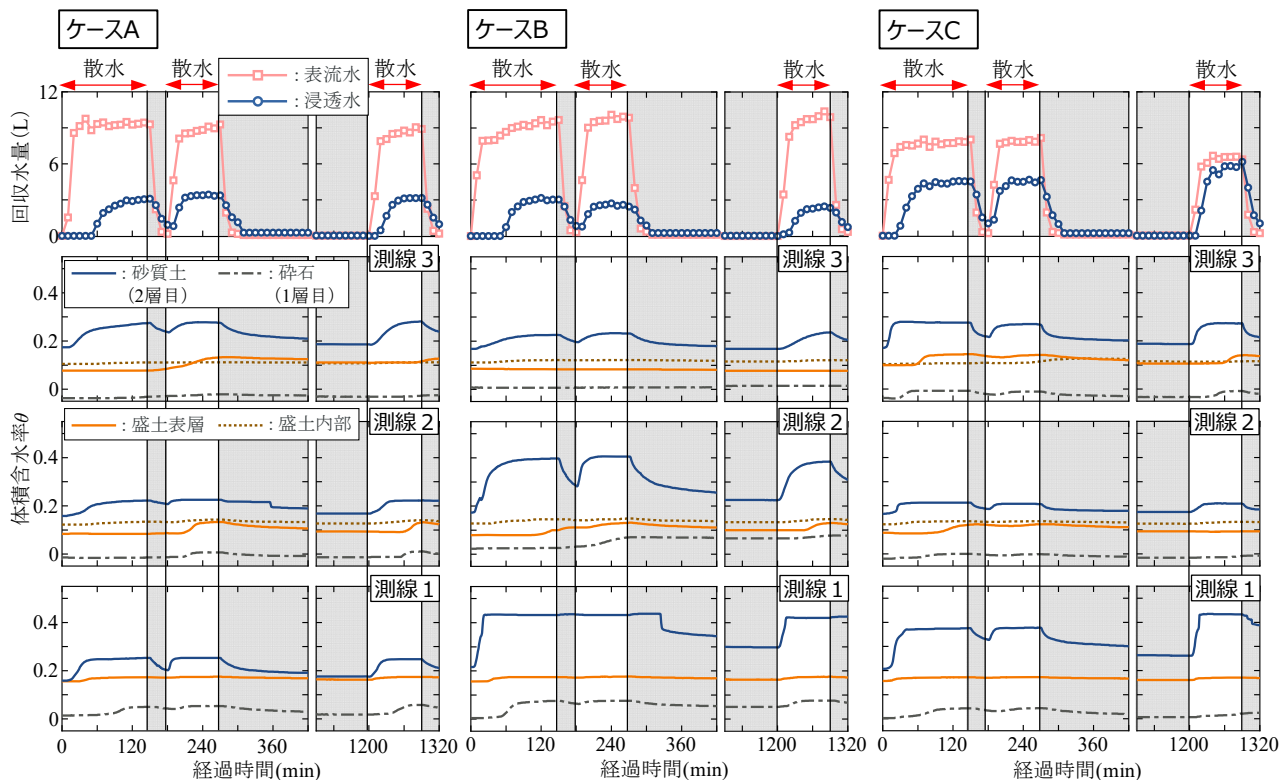 ケースA
ケースB
ケースC
散水
散水
散水
散水
散水
散水
散水
散水
散水
: 表流水
: 浸透水
回収水量(L)
12
6
0
測線3
測線3
測線3
: 砂質土
(2層目)
: 砕石
(1層目)
0.4
0.2
0
測線2
測線2
測線2
: 盛土表層
: 盛土内部
体積含水率θ
0.4
0.2
0
測線1
測線1
測線1
0.4
0.2
0
0 120 240 360 1200 1320
0 120 240 360 1200 1320
0 120 240 360 1200 1320
経過時間(min)
経過時間(min)
経過時間(min)